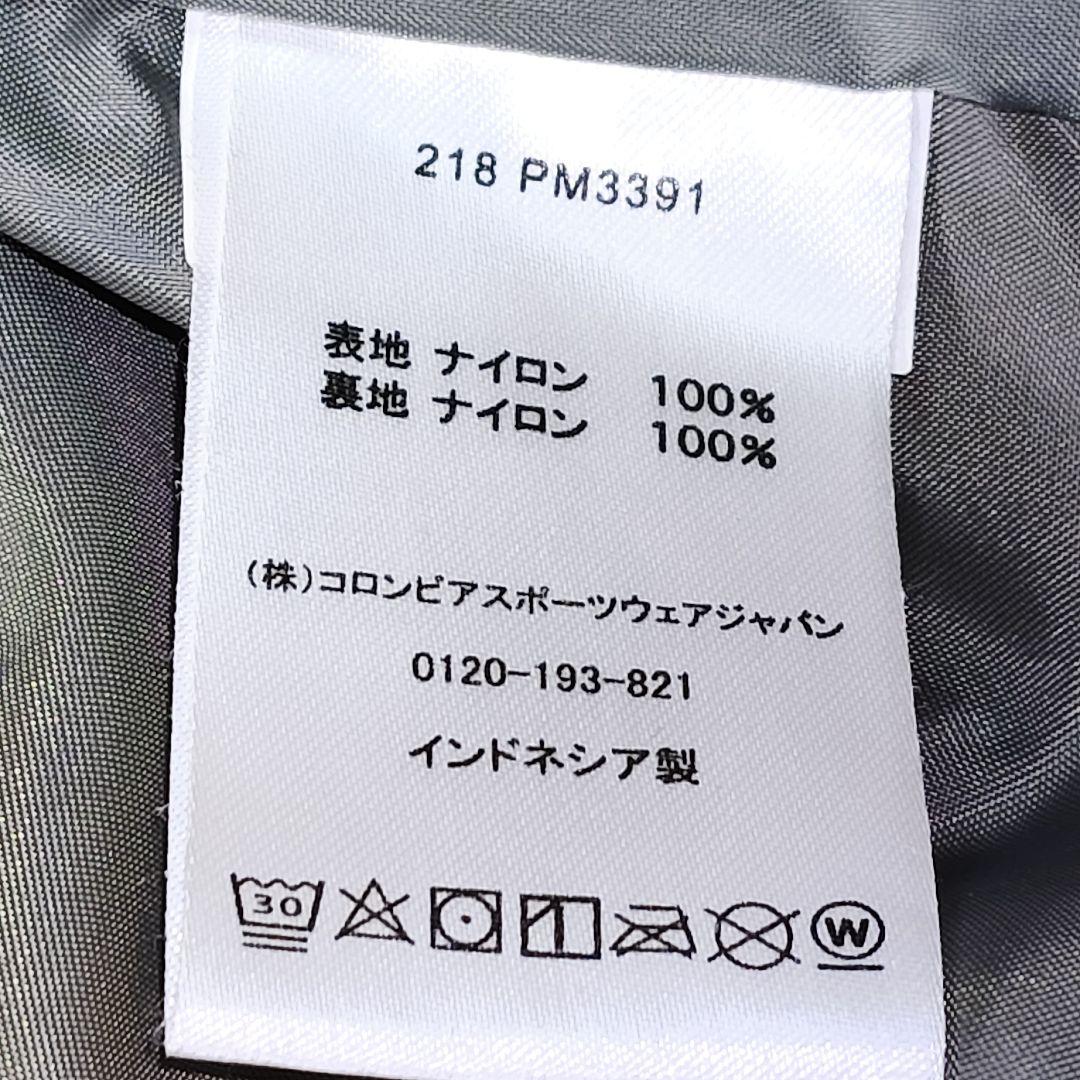 218 PM3391
表地 ナイロン 100%
裏地 ナイロン 100%
(株)コロンビアスポーツウェアジャパン
0120-193-821
インドネシア製
30
W